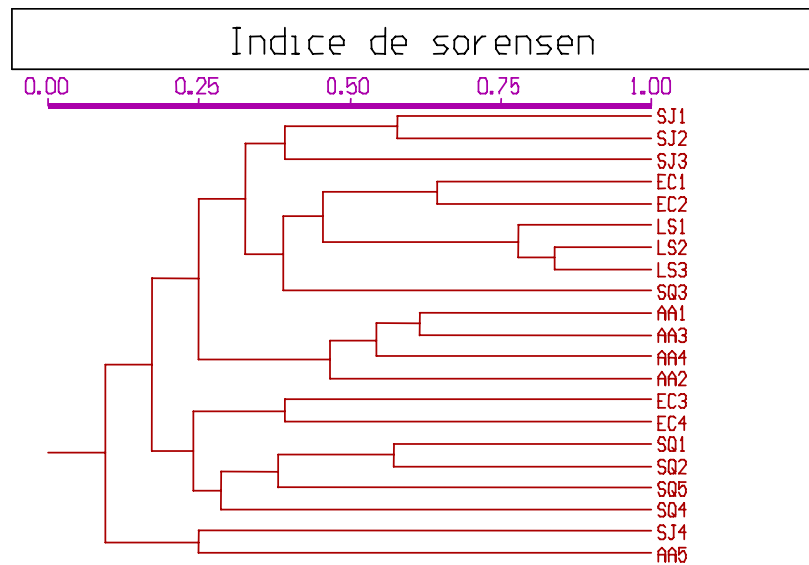 Indice de sorensen
0.00 0.25 0.50 0.75 1.00
SJ1
SJ2
SJ3
EC1
EC2
LS1
LS2
LS3
SQ3
AA1
AA3
AA4
AA2
EC3
EC4
SQ1
SQ2
SQ5
SQ4
SJ4
AA5